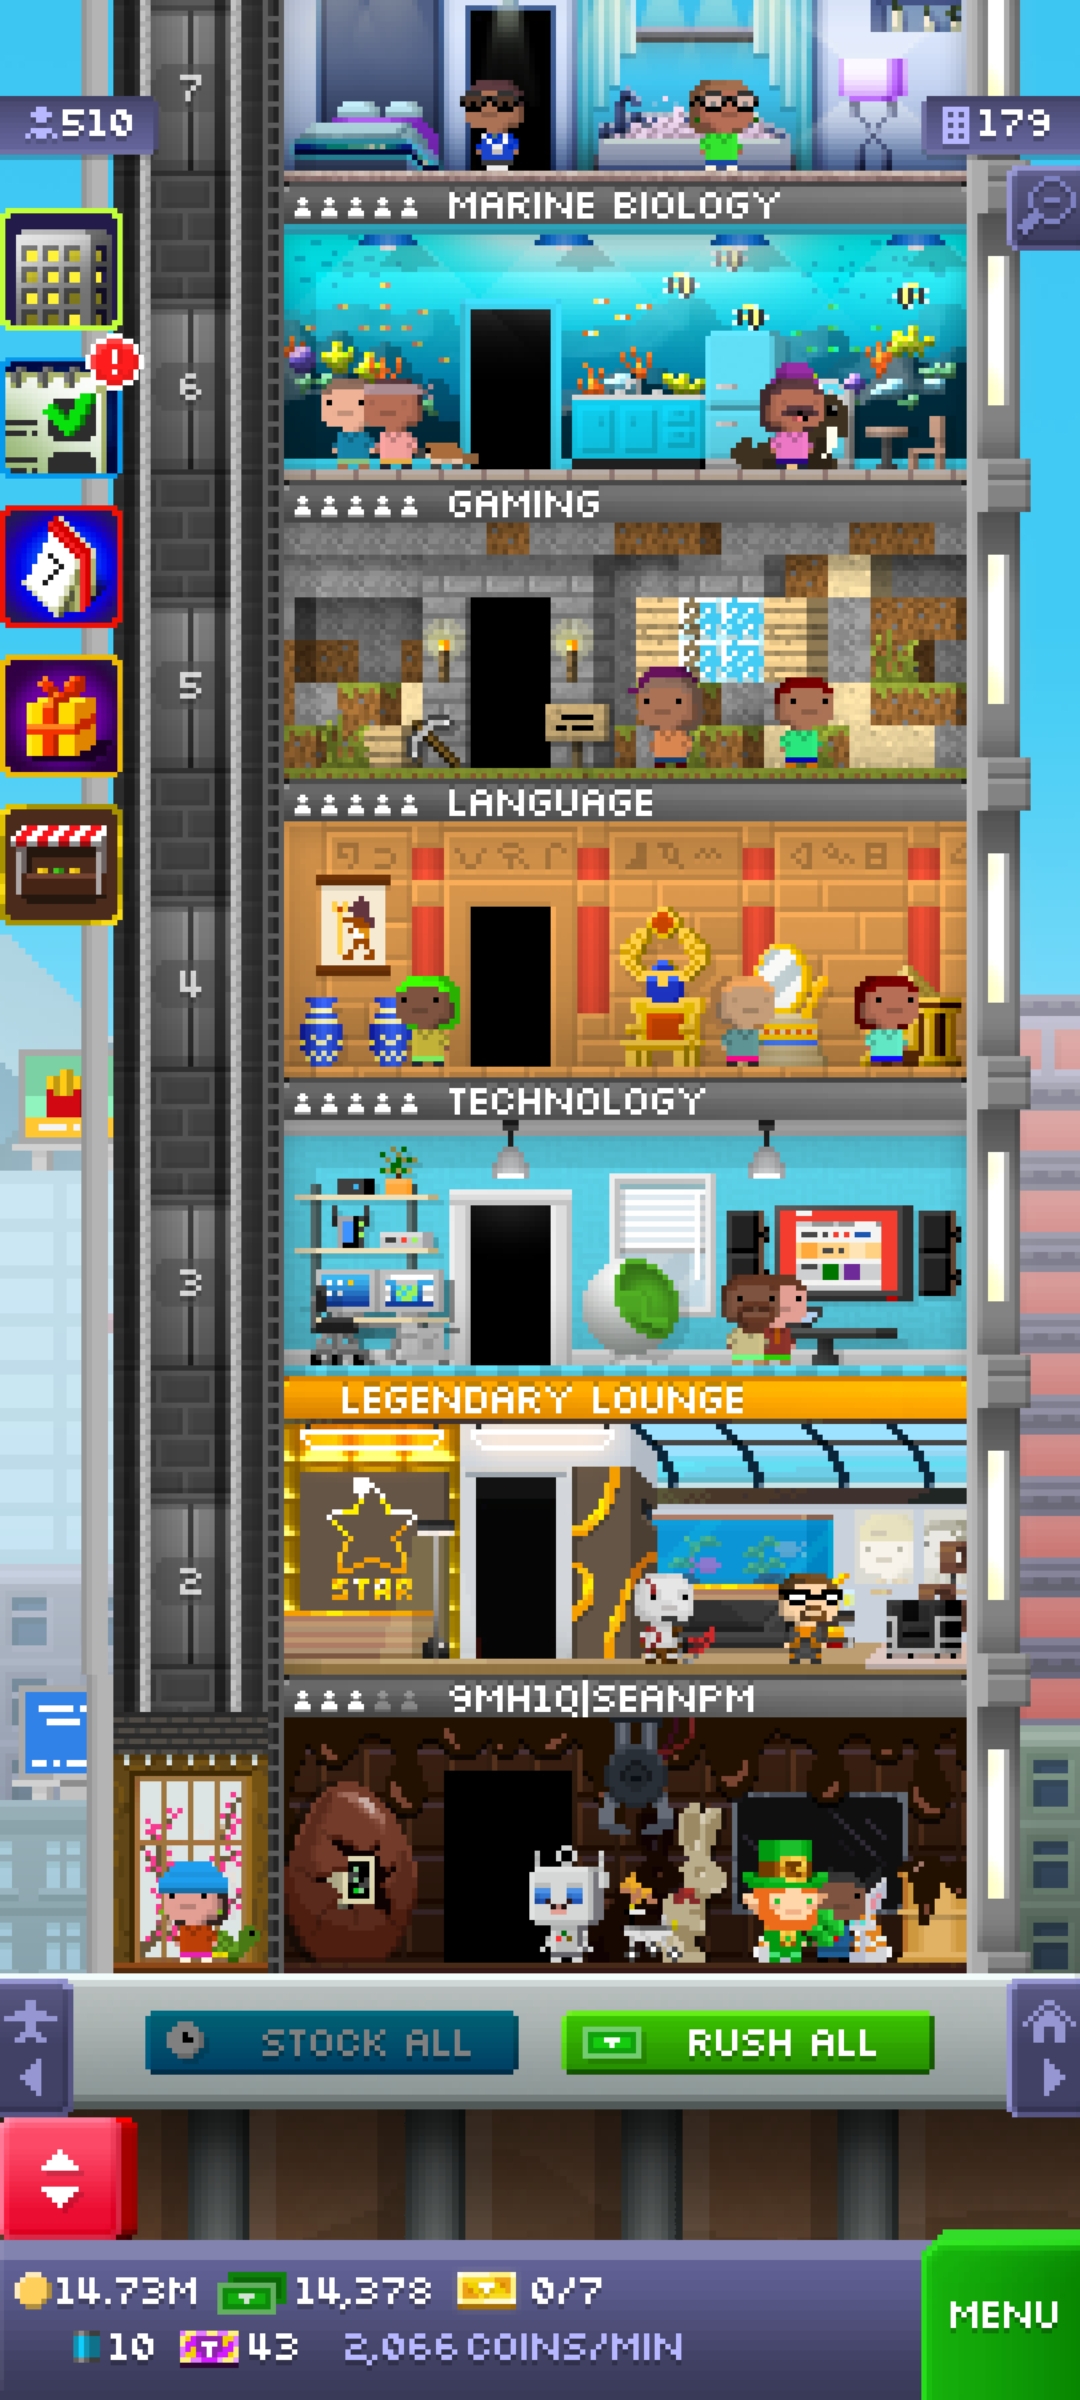 7
510
179
MARINE BIOLOGY
6
GAMING
5
LANGUAGE
4
TECHNOLOGY
3
LEGENDARY LOUNGE
STAR
2
9MH1Q|SEANPM
STOCK ALL
RUSH ALL
14.73M
14,378
0/7
MENU
10
43
2,066 COINS/MIN